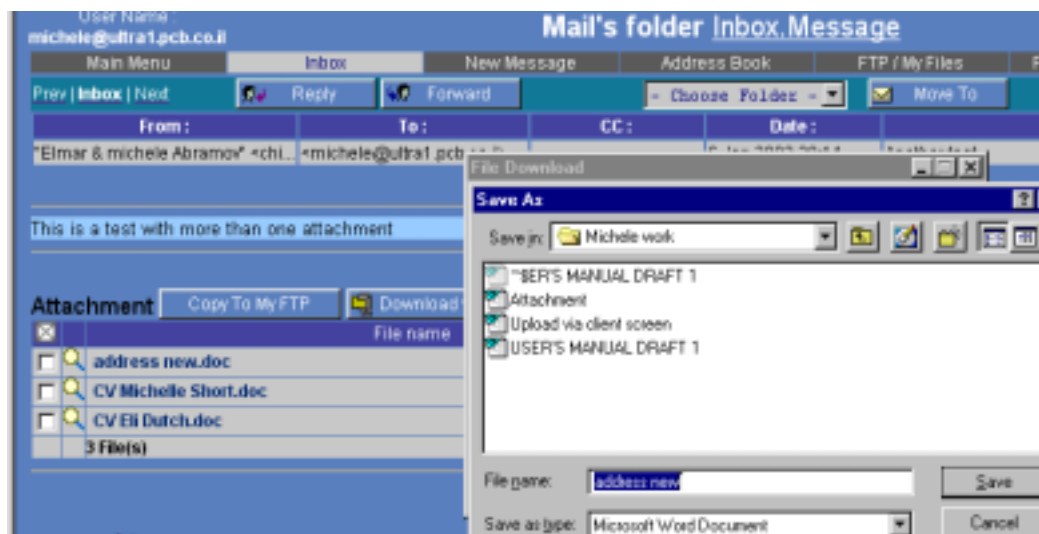 User Name :
michele@ultra1.pcb.co.il
Mail's folder Inbox.Message
Main Menu Inbox New Message Address Book FTP / My Files
Prev | Inbox | Next Reply Forward - Choose Folder - Move To
From : To : CC : Date :
"Elmar & michele Abramov" <chi... <michele@ultra1.pcb
File Download
Save As
This is a test with more than one attachment
Save in: Michele work
"$ER'S MANUAL DRAFT 1
Attachment
Upload via client screen
USER'S MANUAL DRAFT 1
Attachment Copy To My FTP Download
File name
address new.doc
CV Michelle Short.doc
CV Eli Dutch.doc
3 File(s)
File name: address new Save
Save as type: Microsoft Word Document Cancel